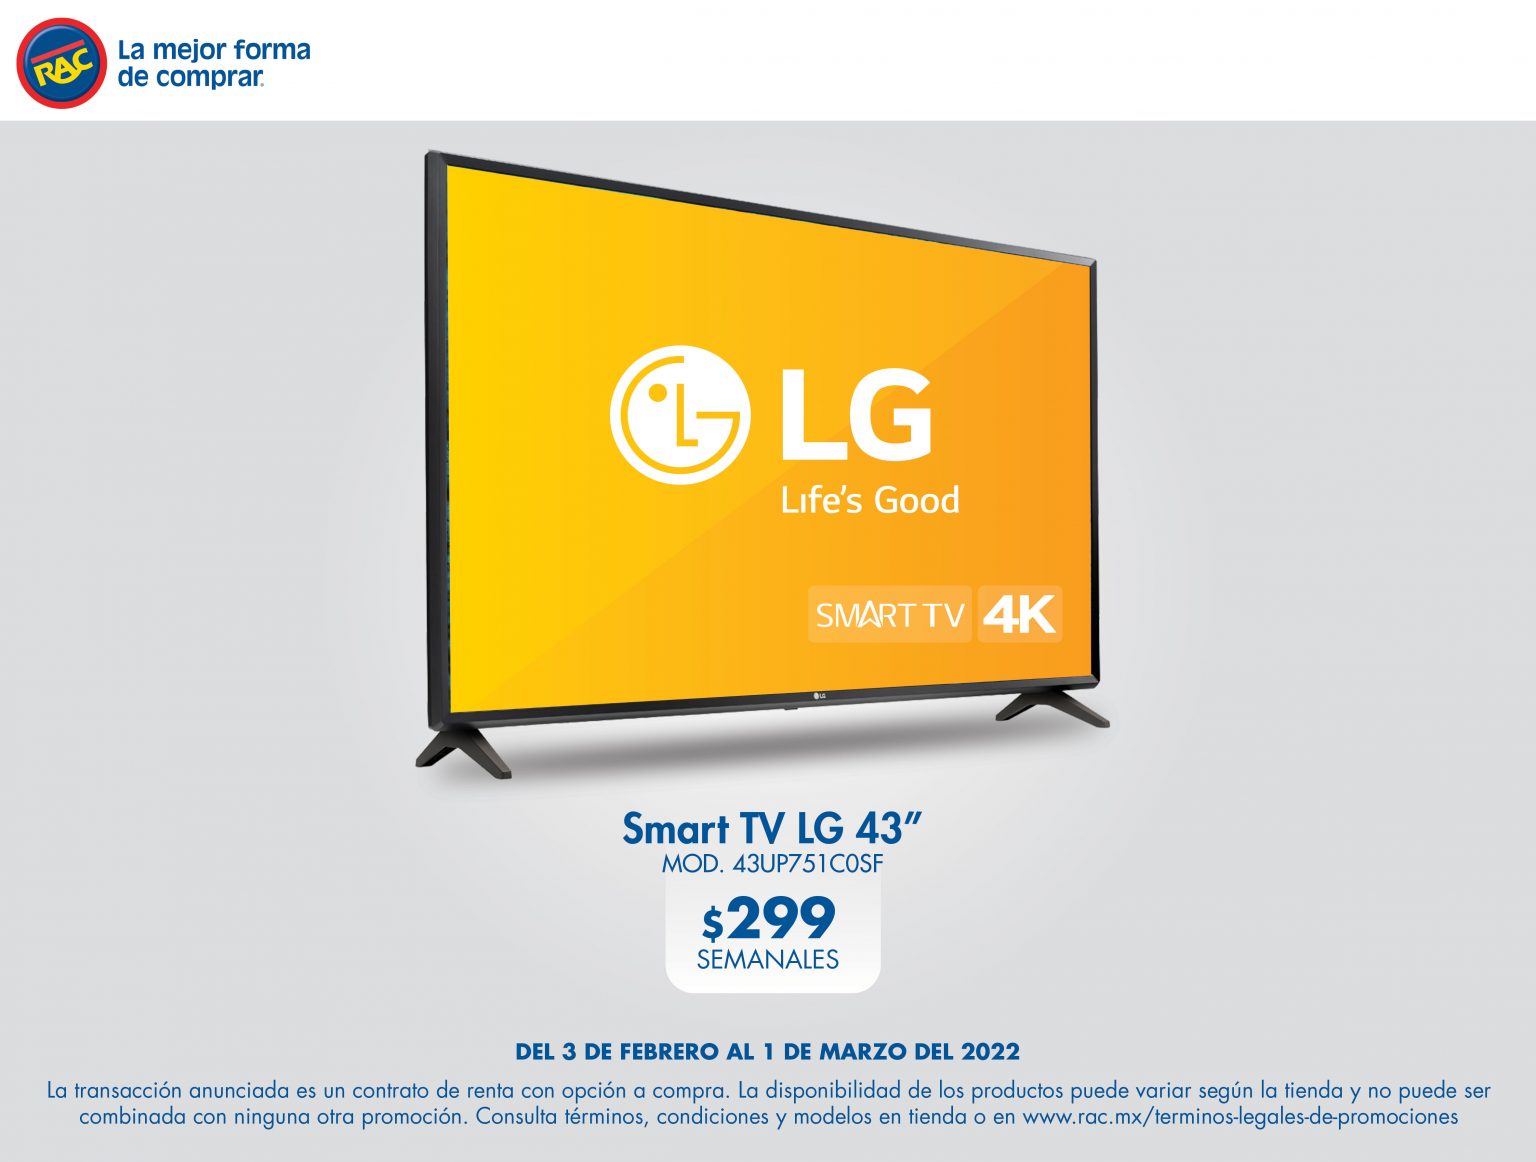 RAC
La mejor forma
de comprar.
LG
Life's Good
SMART TV 4K
LG
Smart TV LG 43”
MOD. 43UP751C0SF
$299
SEMANALES
DEL 3 DE FEBRERO AL 1 DE MARZO DEL 2022
La transacción anunciada es un contrato de renta con opción a compra. La disponibilidad de los productos puede variar según la tienda y no puede ser
combinada con ninguna otra promoción. Consulta términos, condiciones y modelos en tienda o en www.rac.mx/terminos-legales-de-promociones